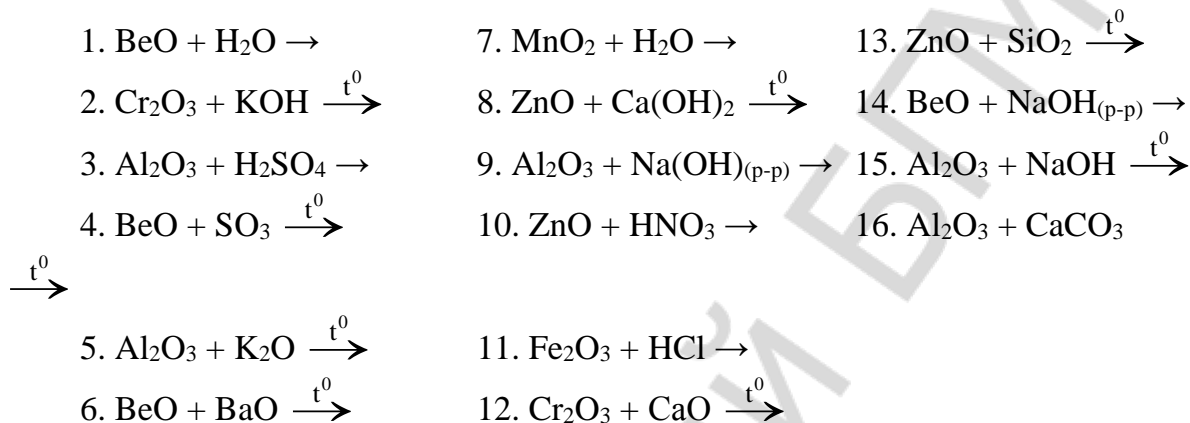 1. BeO + H₂O → 7. MnO₂ + H₂O → 13. ZnO + SiO₂ —t⁰→
2. Cr₂O₃ + KOH —t⁰→ 8. ZnO + Ca(OH)₂ —t⁰→ 14. BeO + NaOH(р-р) →
3. Al₂O₃ + H₂SO₄ → 9. Al₂O₃ + Na(OH)(р-р) → 15. Al₂O₃ + NaOH —t⁰→
4. BeO + SO₃ —t⁰→ 10. ZnO + HNO₃ → 16. Al₂O₃ + CaCO₃
—t⁰→
5. Al₂O₃ + K₂O —t⁰→ 11. Fe₂O₃ + HCl →
6. BeO + BaO —t⁰→ 12. Cr₂O₃ + CaO —t⁰→